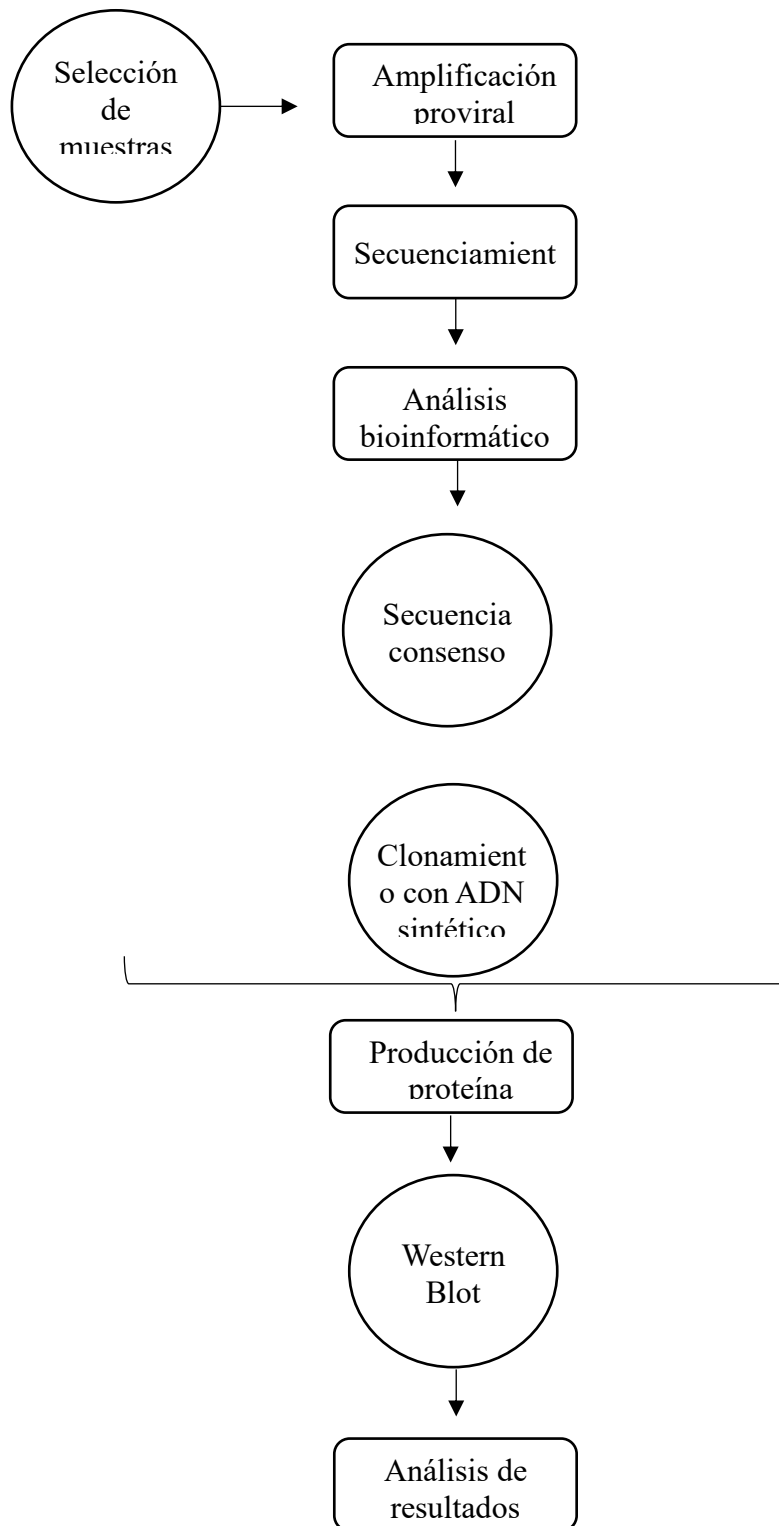 Selección
de
muestras
Amplificación
proviral
Secuenciamient
Análisis
bioinformático
Secuencia
consenso
Clonamient
o con ADN
sintético
Producción de
proteína
Western
Blot
Análisis de
resultados